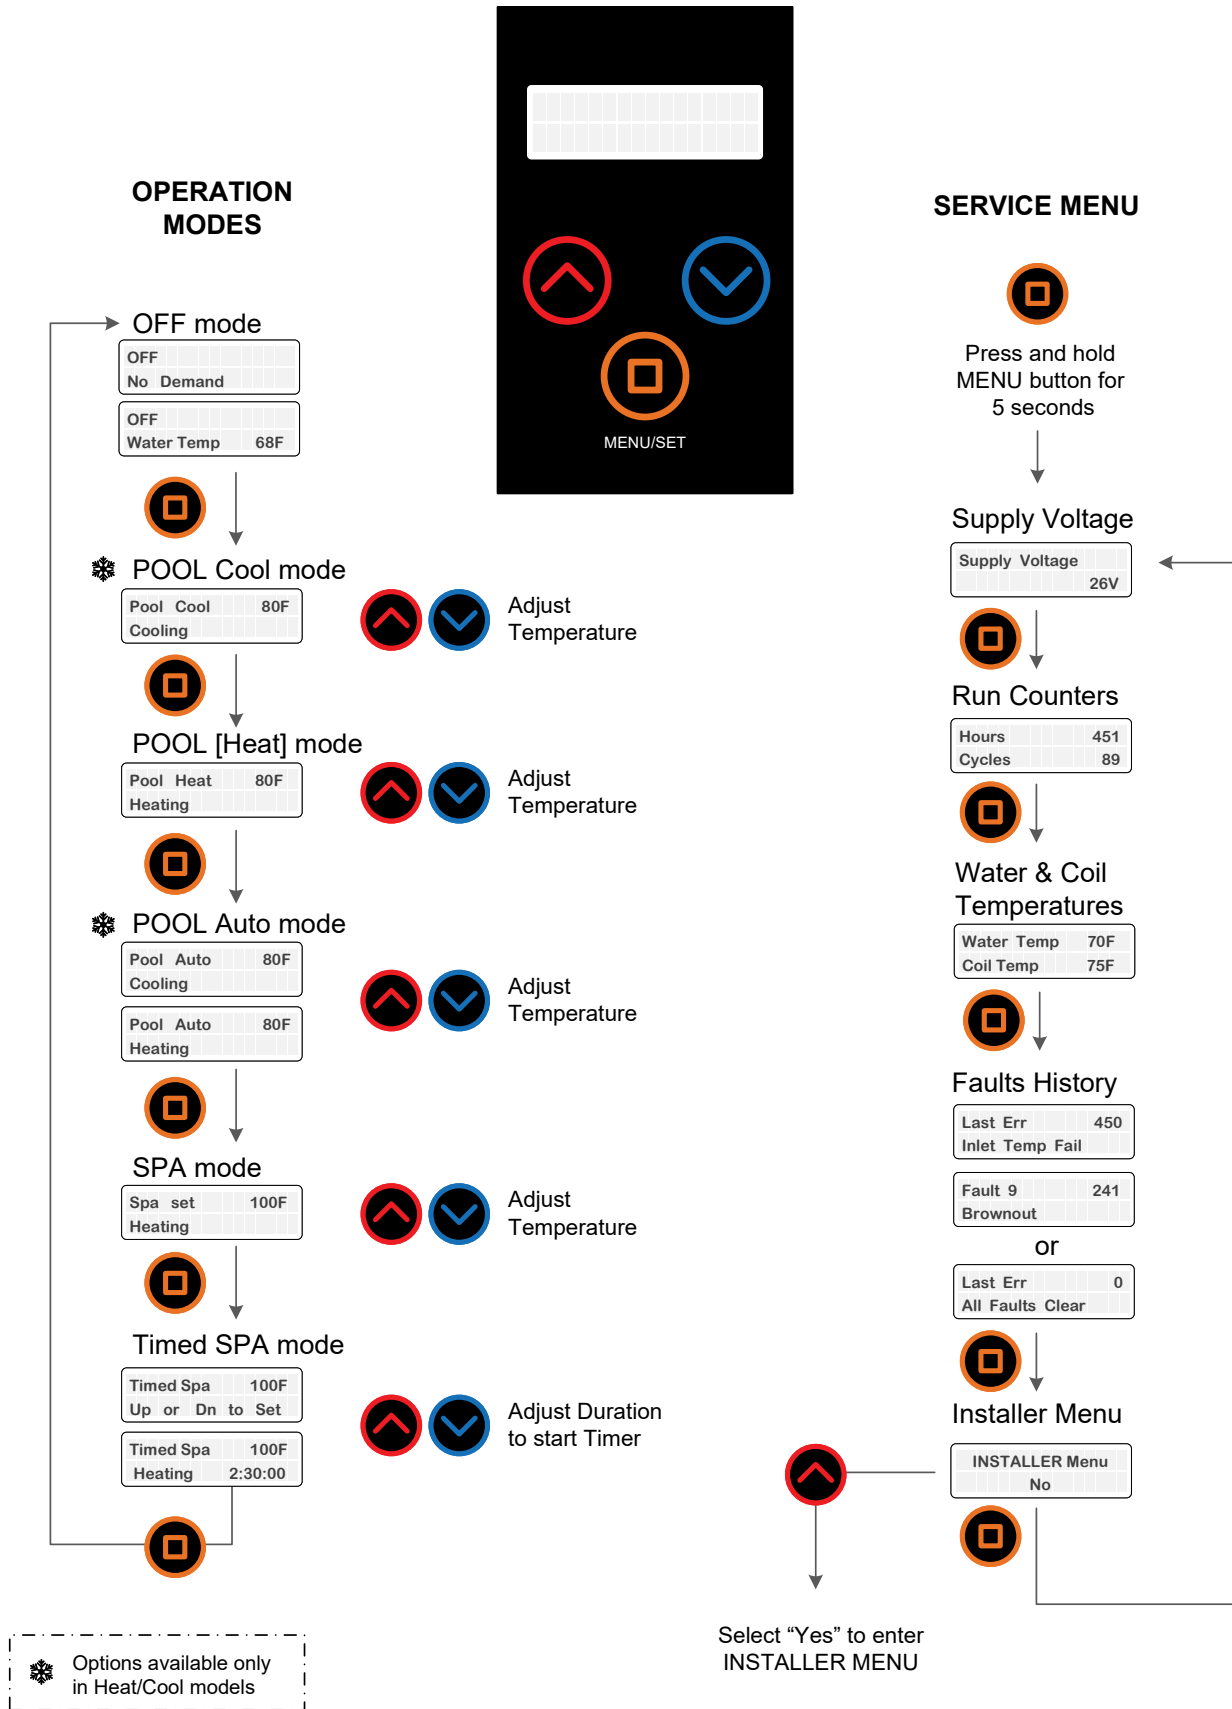 MENU/SET
OPERATION
MODES
OFF mode
OFF
No Demand
OFF
Water Temp 68F
POOL Cool mode
Pool Cool 80F
Cooling
Adjust
Temperature
POOL [Heat] mode
Pool Heat 80F
Heating
Adjust
Temperature
POOL Auto mode
Pool Auto 80F
Cooling
Pool Auto 80F
Heating
Adjust
Temperature
SPA mode
Spa set 100F
Heating
Adjust
Temperature
Timed SPA mode
Timed Spa 100F
Up or Dn to Set
Timed Spa 100F
Heating 2:30:00
Adjust Duration
to start Timer
Options available only
in Heat/Cool models
SERVICE MENU
Press and hold
MENU button for
5 seconds
Supply Voltage
Supply Voltage
26V
Run Counters
Hours 451
Cycles 89
Water & Coil
Temperatures
Water Temp 70F
Coil Temp 75F
Faults History
Last Err 450
Inlet Temp Fail
Fault 9 241
Brownout
or
Last Err 0
All Faults Clear
Installer Menu
INSTALLER Menu
No
Select “Yes” to enter
INSTALLER MENU